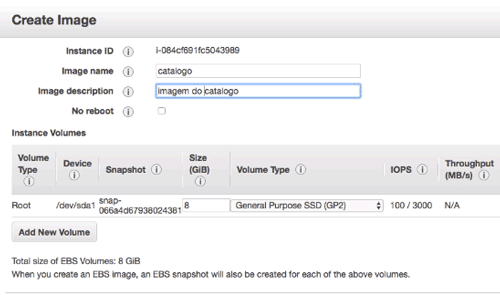 Create Image
Instance ID i-084cf691fc5043989
Image name catalogo
Image description imagem do catalogo
No reboot
Instance Volumes
Volume Type Device Snapshot Size (GiB) Volume Type IOPS Throughput (MB/s)
Root /dev/sda1 snap-066a4d67938024381 8 General Purpose SSD (GP2) 100 / 3000 N/A
Add New Volume
Total size of EBS Volumes: 8 GiB
When you create an EBS image, an EBS snapshot will also be created for each of the above volumes.